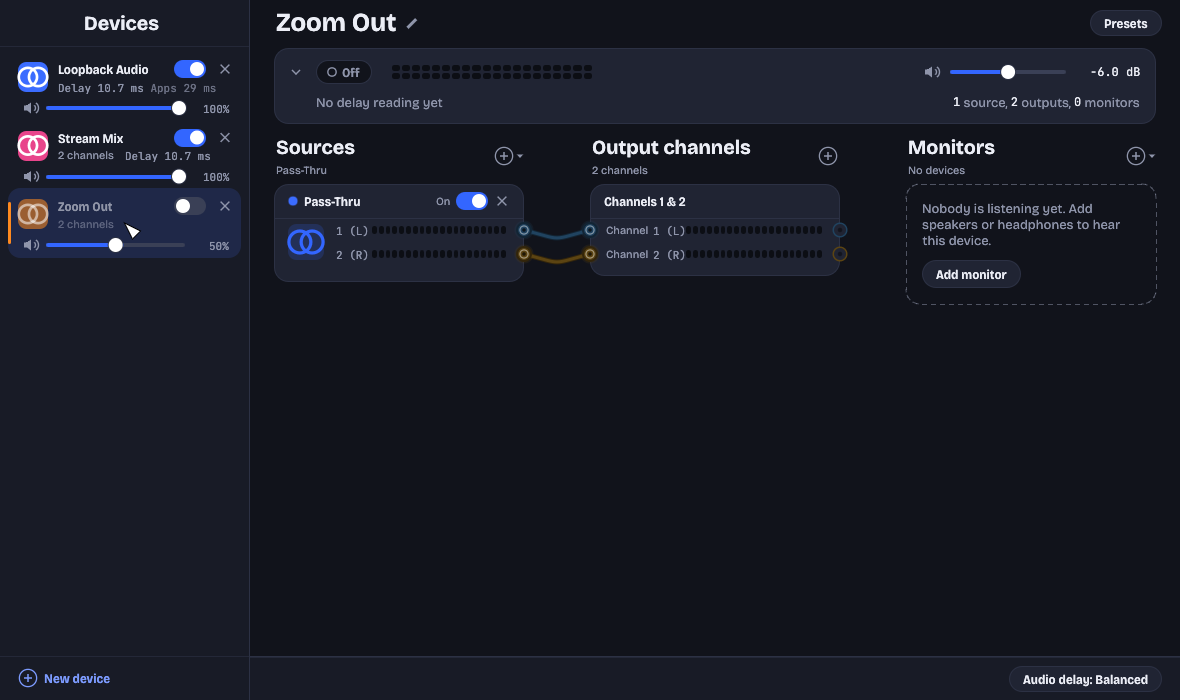 Devices
Loopback Audio
Delay 10.7 ms Apps 29 ms
100%
Stream Mix
2 channels Delay 10.7 ms
100%
Zoom Out
2 channels
50%
New device
Zoom Out
Presets
Off
-6.0 dB
No delay reading yet
1 source, 2 outputs, 0 monitors
Sources
Pass-Thru
Pass-Thru
On
1 (L)
2 (R)
Output channels
2 channels
Channels 1 & 2
Channel 1 (L)
Channel 2 (R)
Monitors
No devices
Nobody is listening yet. Add
speakers or headphones to hear
this device.
Add monitor
Audio delay: Balanced